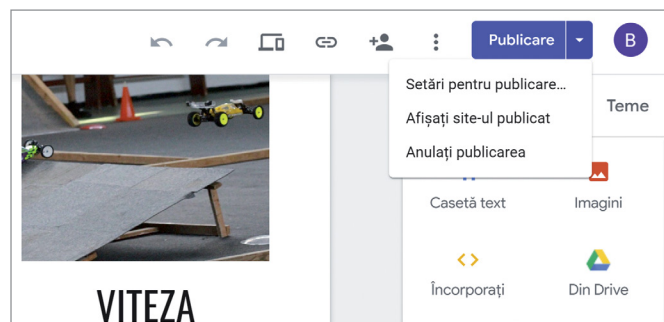 Publicare
B
Setări pentru publicare...
Afișați site-ul publicat
Anulați publicarea
Teme
Casetă text
Imagini
Încorporați
Din Drive
VITEZA